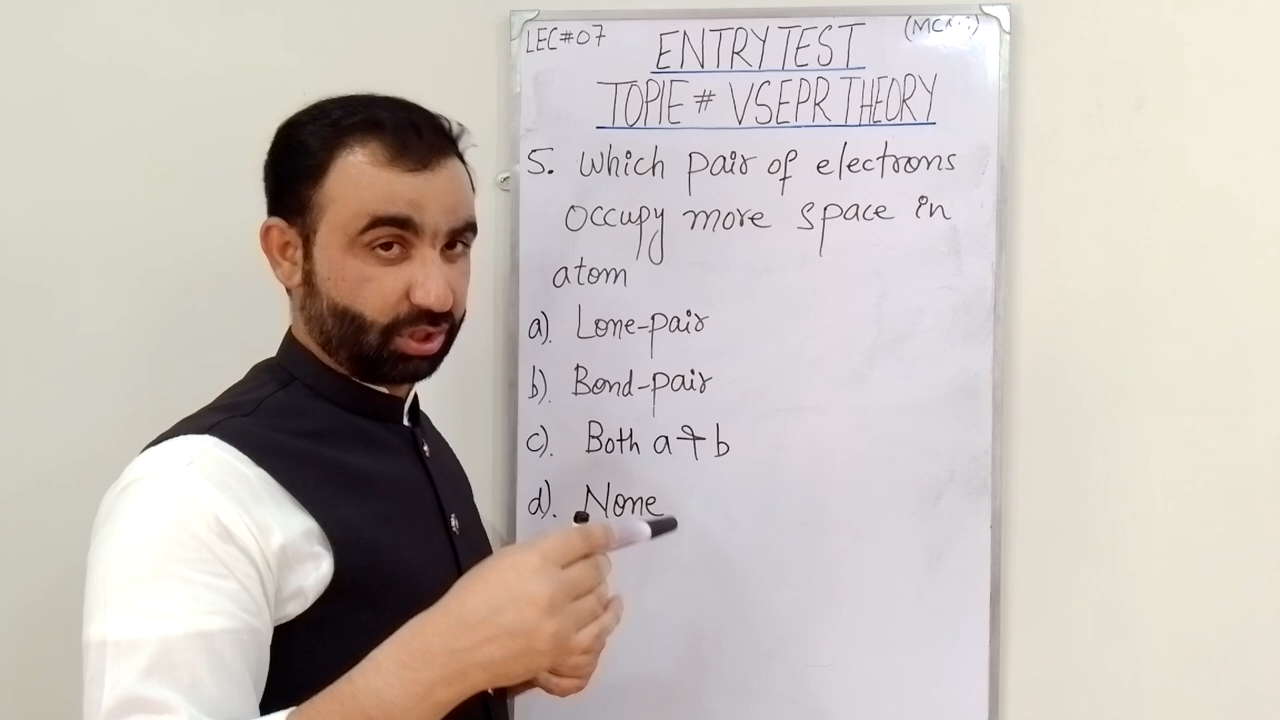 LEC#07
ENTRY TEST
TOPIE # VSEPR THEORY
5. Which pair of electrons
occupy more space in
atom
a). Lone-pair
b). Bond-pair
c). Both a & b
d). None